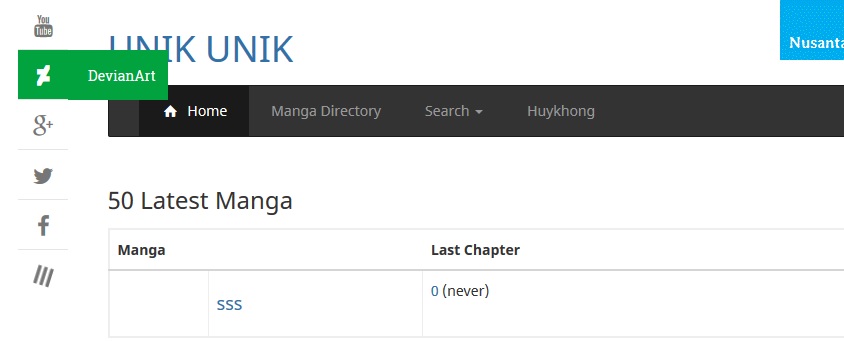 You
Tube
UNIK UNIK
Nusanta
DevianArt
g+
Home Manga Directory Search Huykhong
50 Latest Manga
Manga Last Chapter
sss 0 (never)